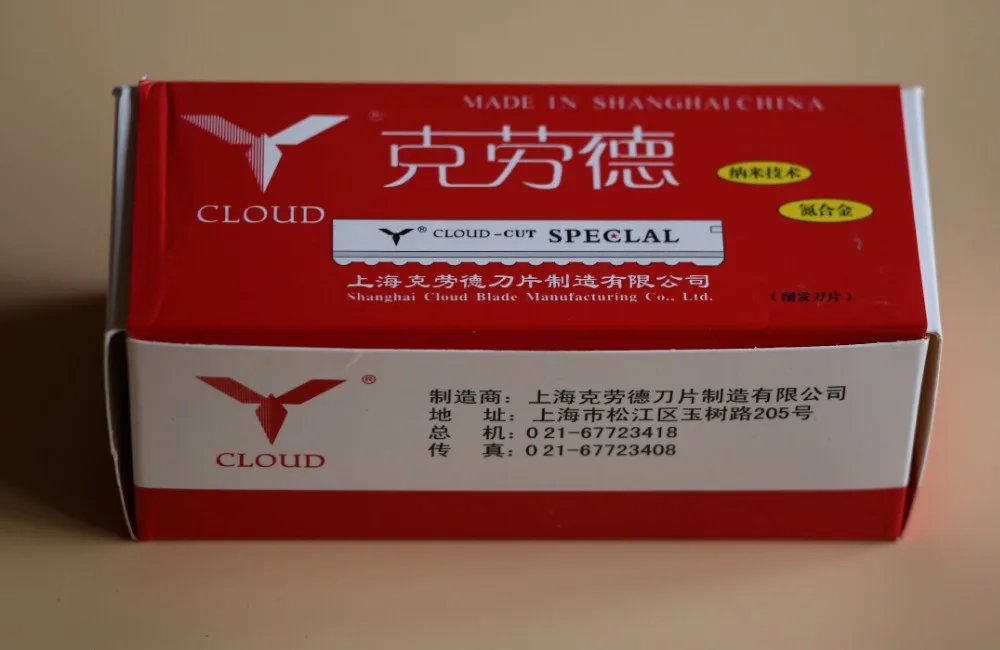 MADE IN SHANGHAI CHINA
®
克劳德
纳米技术
氮合金
CLOUD
® CLOUD-CUT SPECLAL
上海克劳德刀片制造有限公司
Shanghai Cloud Blade Manufacturing Co., Ltd.
(削发刀片)
®
CLOUD
制造商：上海克劳德刀片制造有限公司
地 址：上海市松江区玉树路205号
总 机：021-67723418
传 真：021-67723408